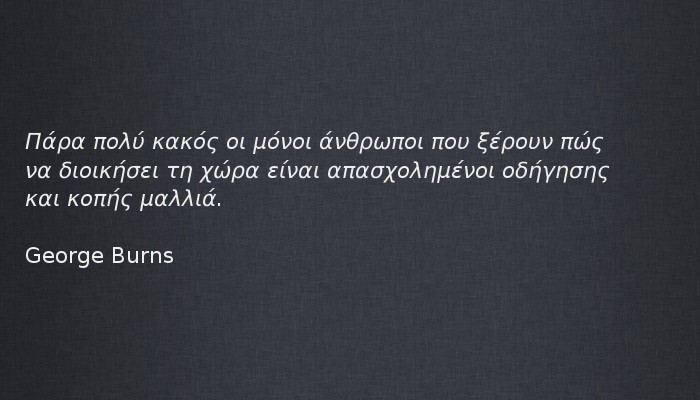 Πάρα πολύ κακός οι μόνοι άνθρωποι που ξέρουν πώς
να διοικήσει τη χώρα είναι απασχολημένοι οδήγησης
και κοπής μαλλιά.
George Burns